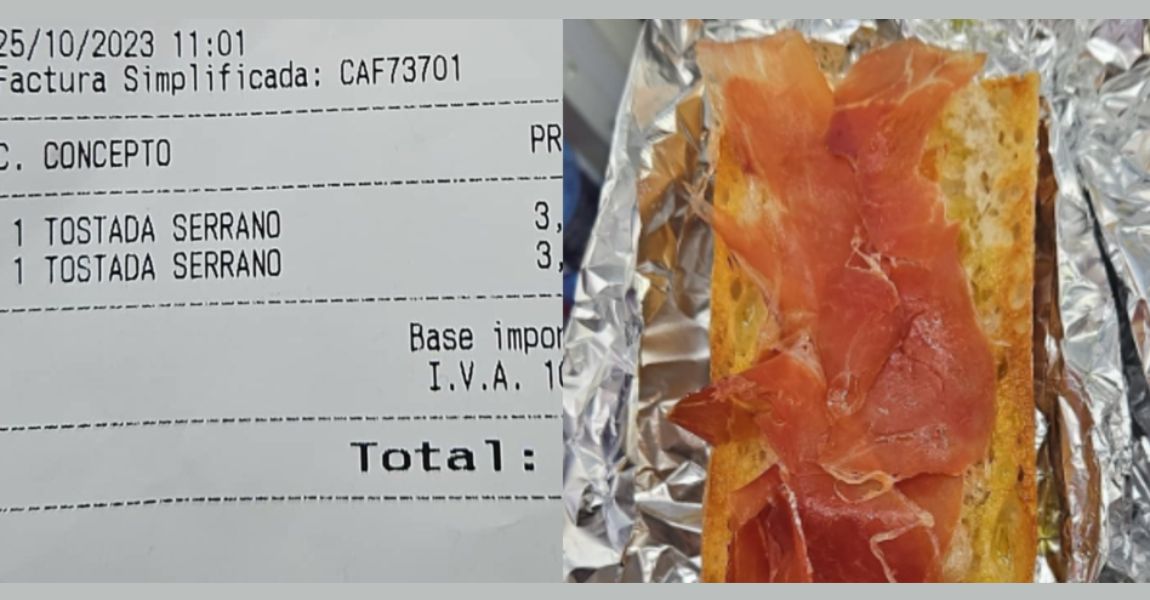 25/10/2023 11:01
Factura Simplificada: CAF73701
C. CONCEPTO PR
1 TOSTADA SERRANO 3,
1 TOSTADA SERRANO 3,
Base impo
I.V.A. 1
Total: